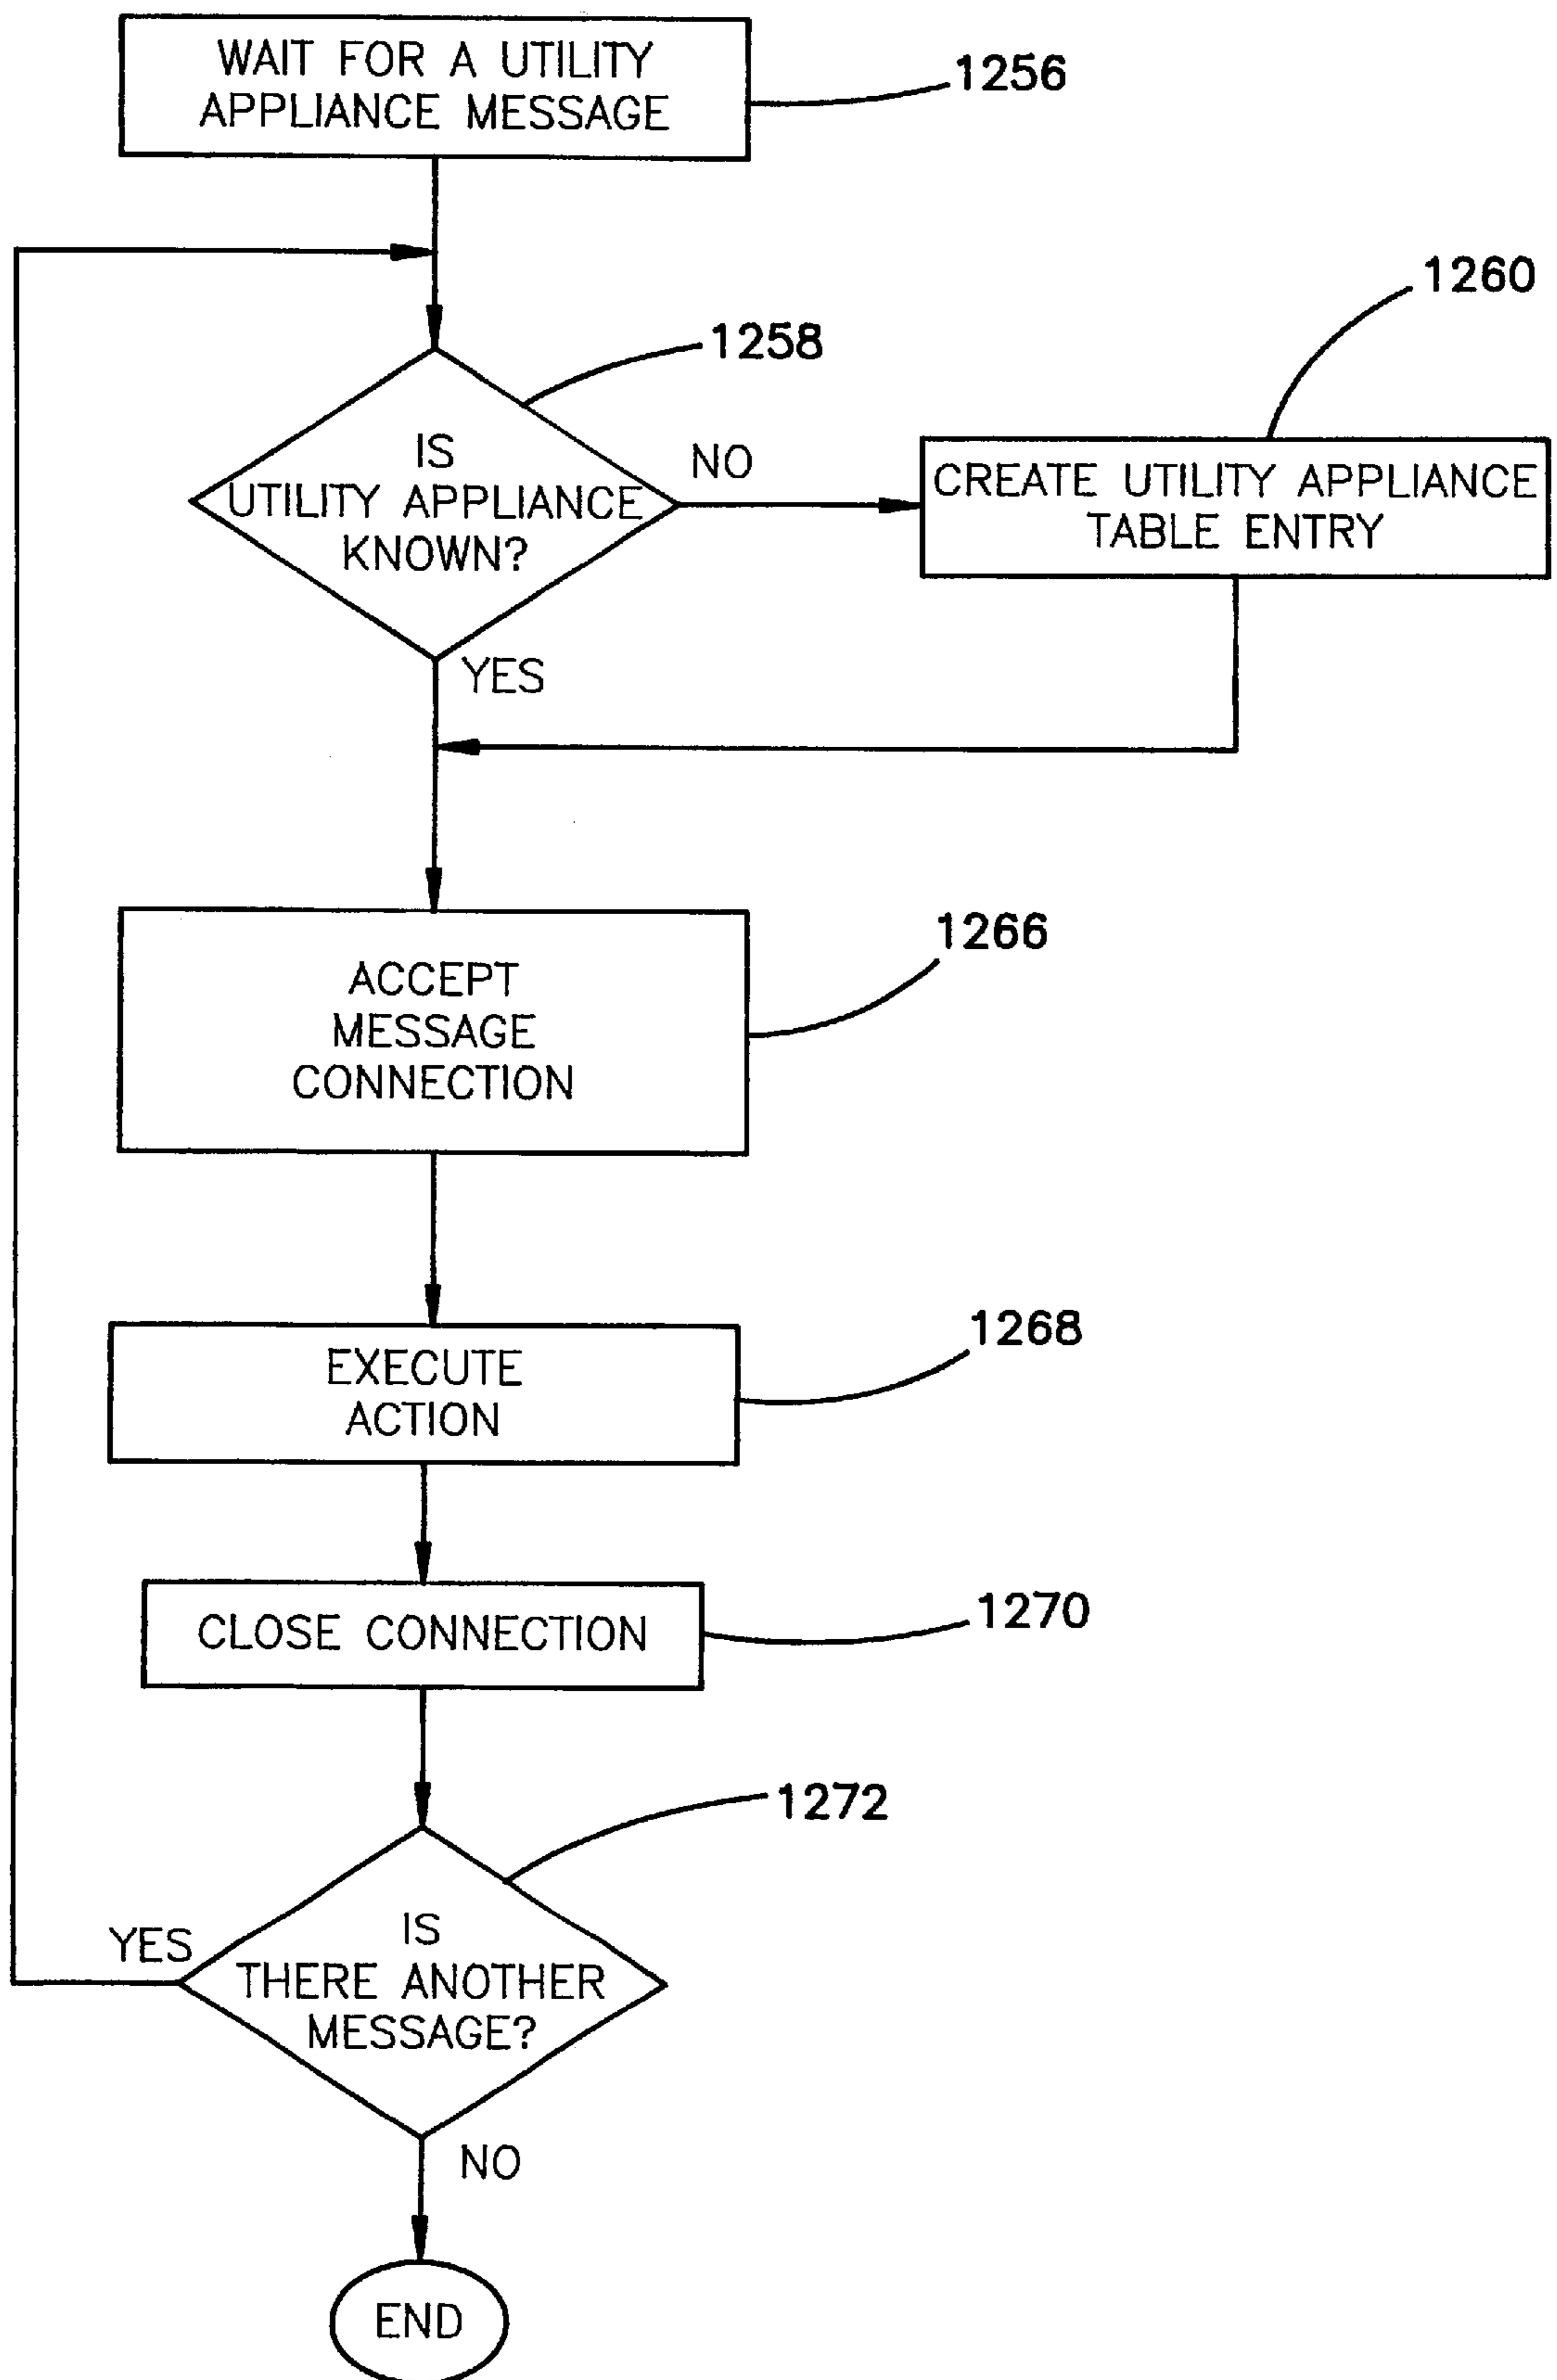 WAIT FOR A UTILITY
APPLIANCE MESSAGE
1256
1260
1258
IS
UTILITY APPLIANCE
KNOWN?
NO
CREATE UTILITY APPLIANCE
TABLE ENTRY
YES
1266
ACCEPT
MESSAGE
CONNECTION
1268
EXECUTE
ACTION
1270
CLOSE CONNECTION
1272
YES
IS
THERE ANOTHER
MESSAGE?
NO
END